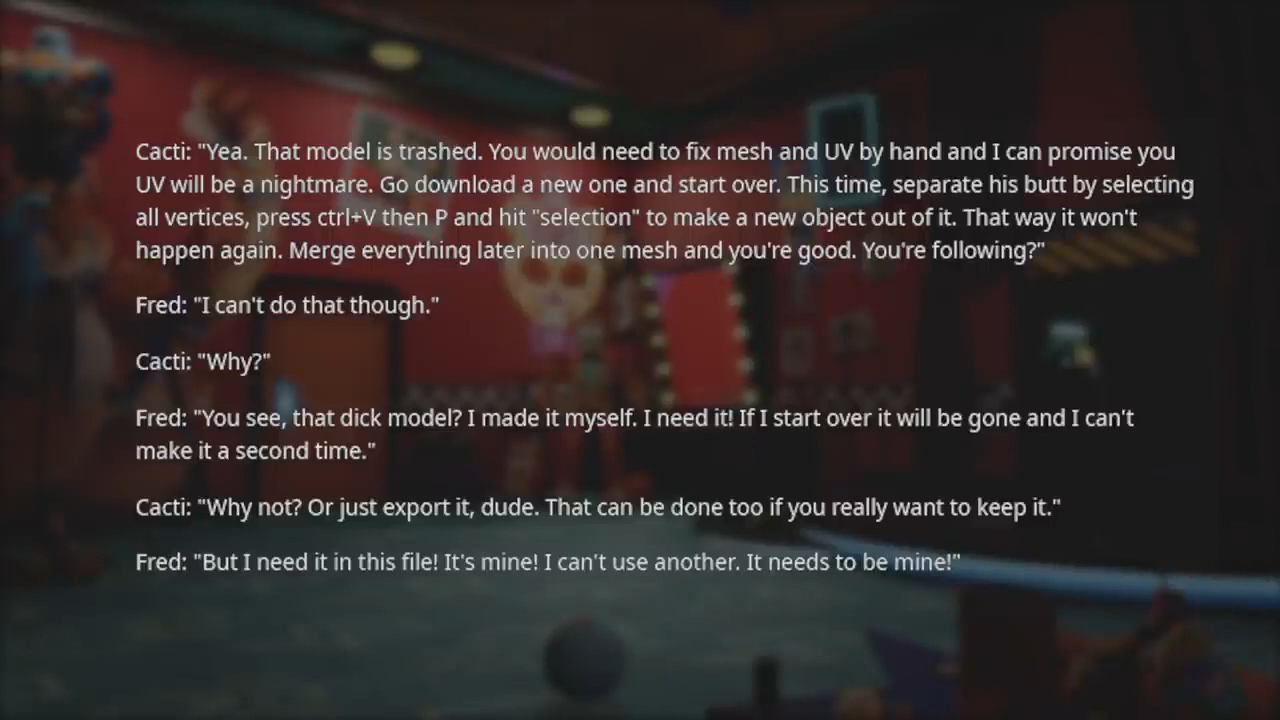 Cacti: "Yea. That model is trashed. You would need to fix mesh and UV by hand and I can promise you
UV will be a nightmare. Go download a new one and start over. This time, separate his butt by selecting
all vertices, press ctrl+V then P and hit "selection" to make a new object out of it. That way it won't
happen again. Merge everything later into one mesh and you're good. You're following?"
Fred: "I can't do that though."
Cacti: "Why?"
Fred: "You see, that dick model? I made it myself. I need it! If I start over it will be gone and I can't
make it a second time."
Cacti: "Why not? Or just export it, dude. That can be done too if you really want to keep it."
Fred: "But I need it in this file! It's mine! I can't use another. It needs to be mine!"